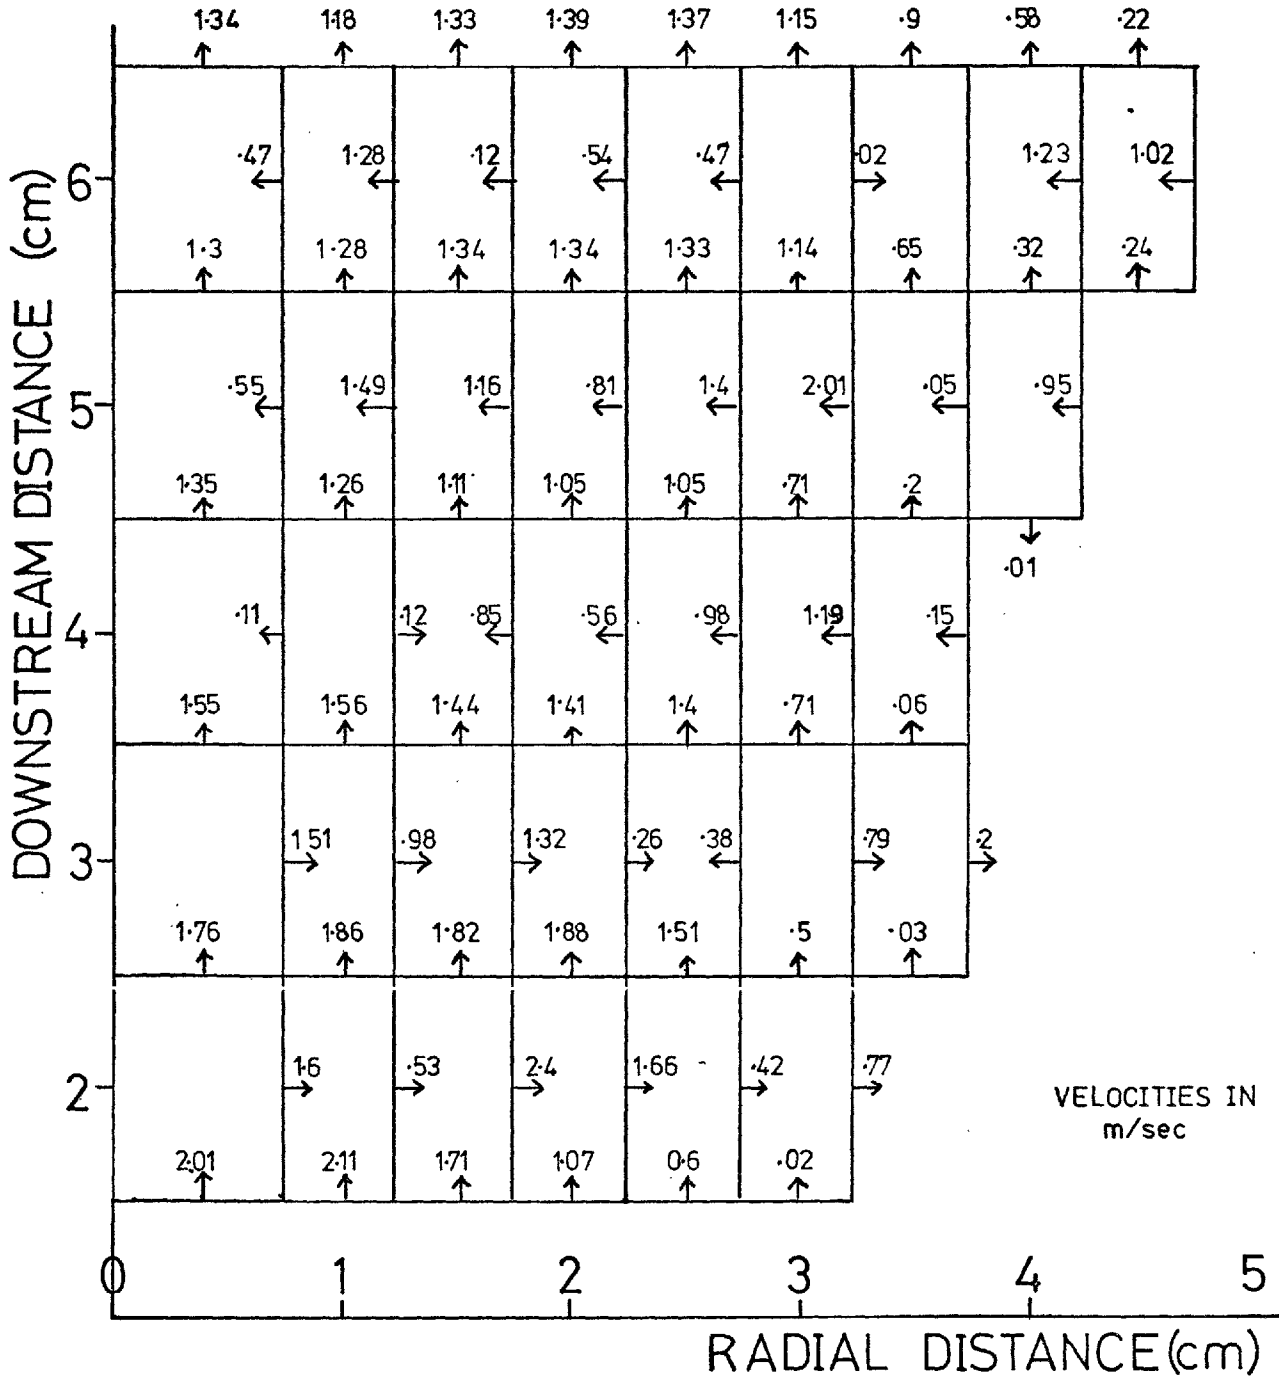 1·34 1·18 1·33 1·39 1·37 1·15 ·9 ·58 ·22
·47 1·28 ·12 ·54 ·47 ·02 1·23 1·02
6
1·3 1·28 1·34 1·34 1·33 1·14 ·65 ·32 ·24
·55 1·49 1·16 ·81 1·4 2·01 ·05 ·95
5
1·35 1·26 1·11 1·05 1·05 ·71 ·2
·01
·11 ·12 ·85 ·56 ·98 1·19 ·15
4
1·55 1·56 1·44 1·41 1·4 ·71 ·06
1 51 ·98 1·32 ·26 ·38 ·79 ·2
3
1·76 1·86 1·82 1·88 1·51 ·5 ·03
1·6 ·53 2·4 1·66 ·42 ·77
2
2·01 2·11 1·71 1·07 0·6 ·02
VELOCITIES IN
m/sec
DOWNSTREAM DISTANCE (cm)
0 1 2 3 4 5
RADIAL DISTANCE (cm)